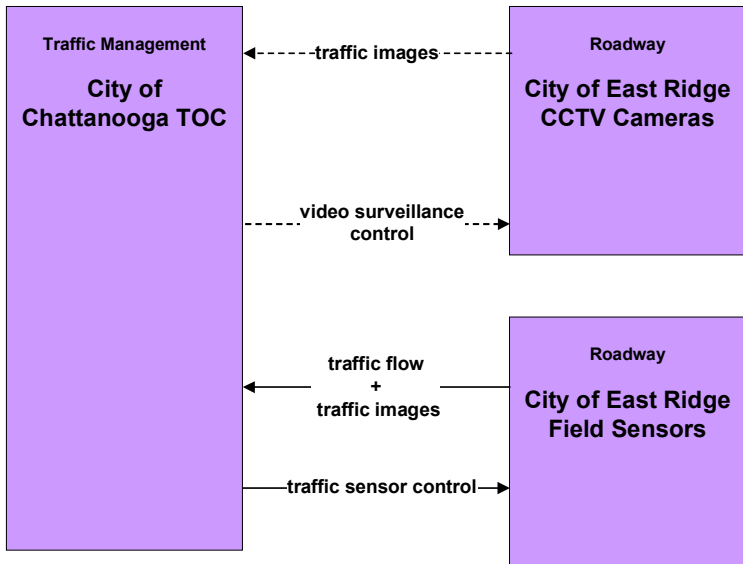 Traffic Management
City of
Chattanooga TOC
traffic images
Roadway
City of East Ridge
CCTV Cameras
video surveillance
control
traffic flow
+
traffic images
Roadway
City of East Ridge
Field Sensors
traffic sensor control